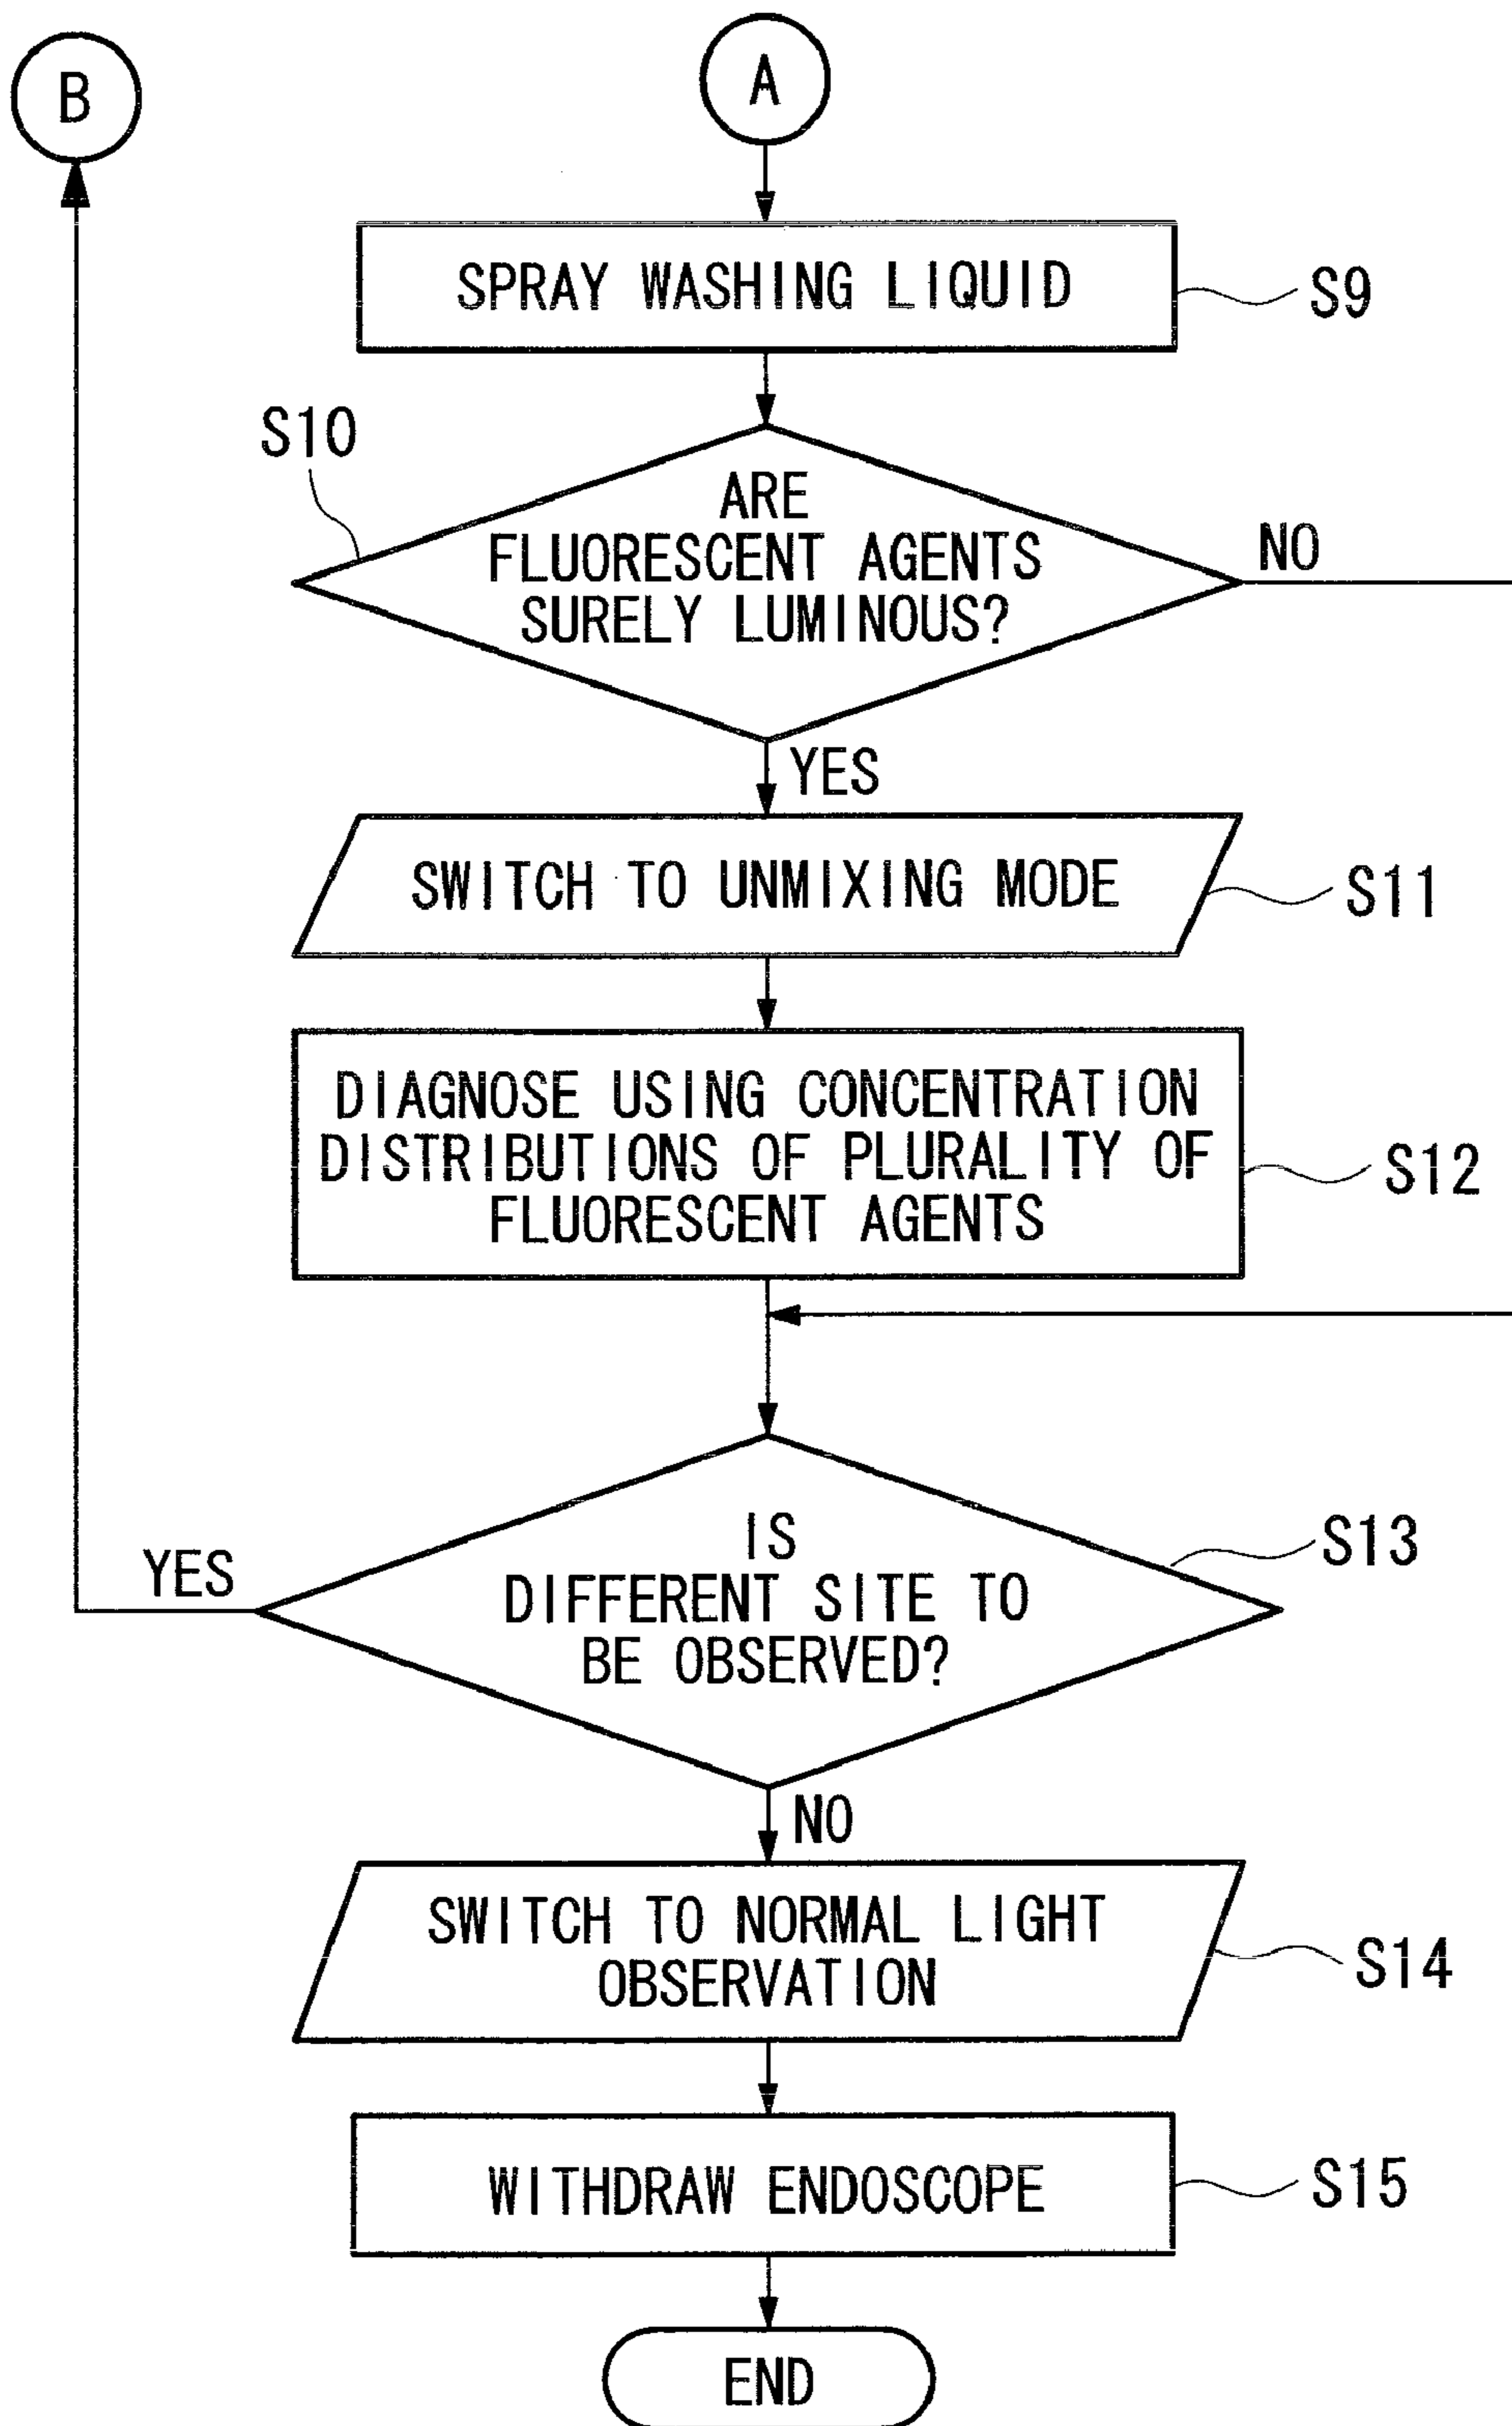 B
A
SPRAY WASHING LIQUID
S9
S10
ARE
FLUORESCENT AGENTS
SURELY LUMINOUS?
NO
YES
SWITCH TO UNMIXING MODE
S11
DIAGNOSE USING CONCENTRATION
DISTRIBUTIONS OF PLURALITY OF
FLUORESCENT AGENTS
S12
IS
DIFFERENT SITE TO
BE OBSERVED?
S13
YES
NO
SWITCH TO NORMAL LIGHT
OBSERVATION
S14
WITHDRAW ENDOSCOPE
S15
END